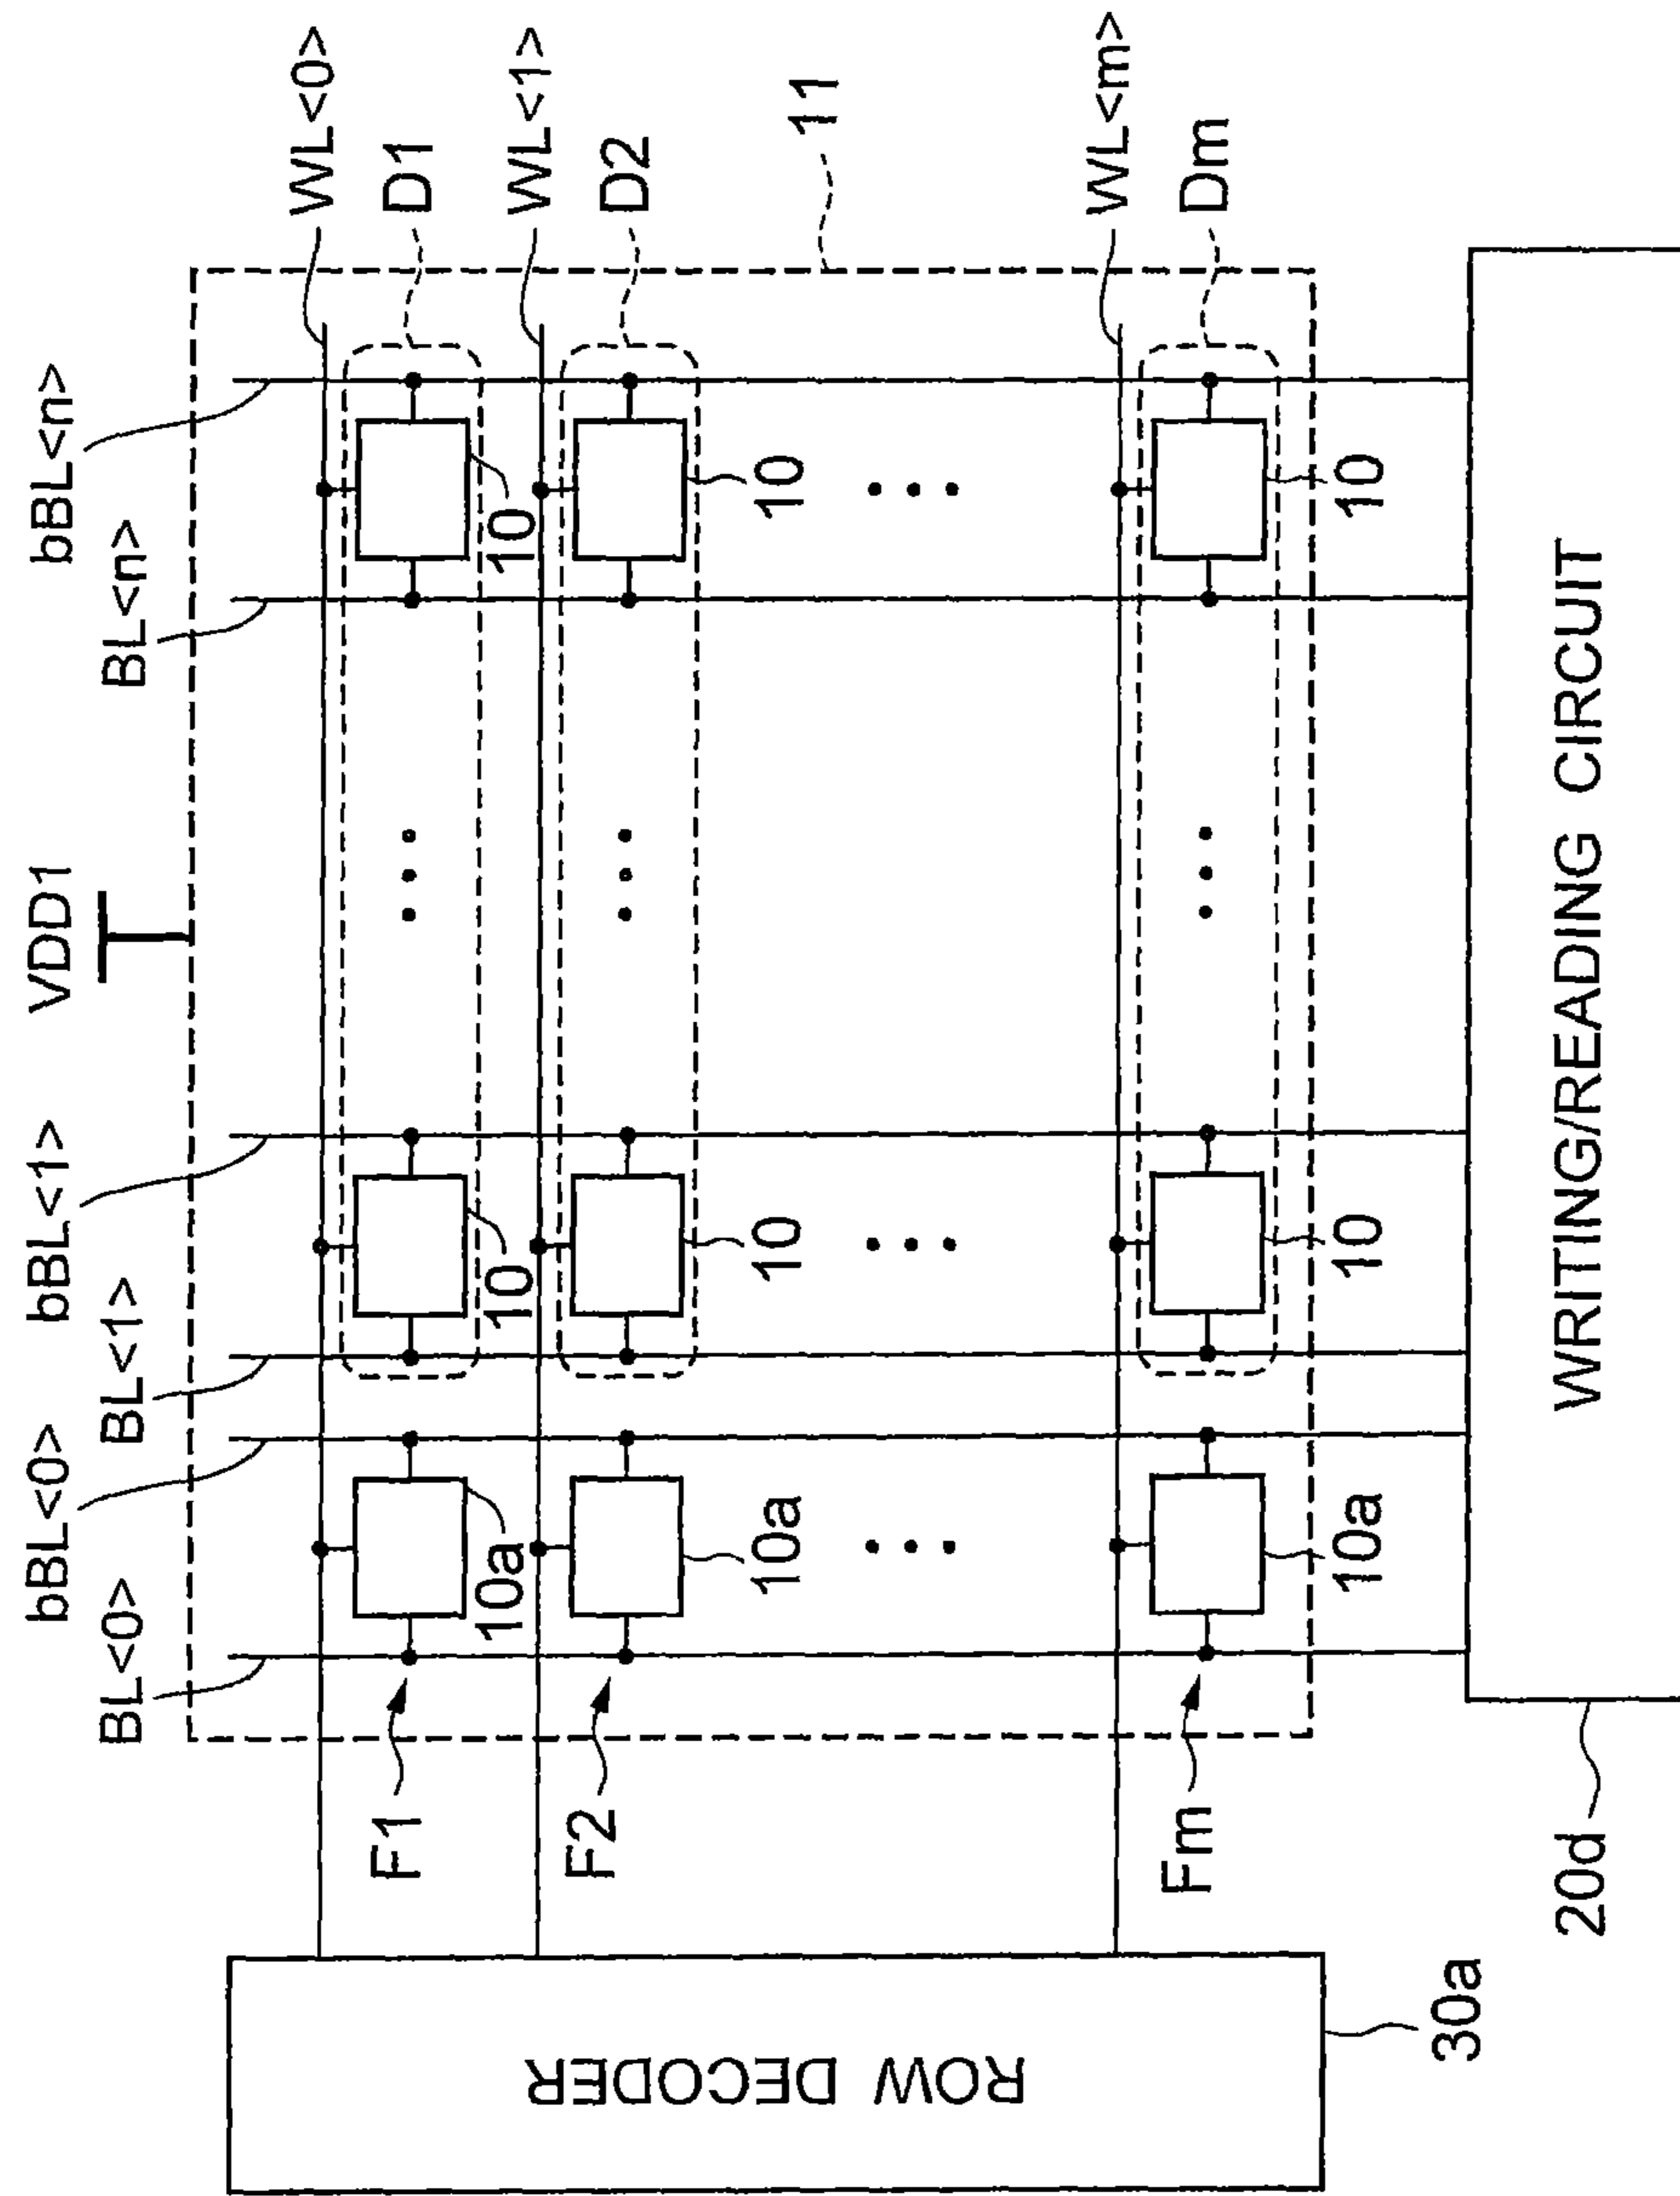 VDD1
bBL<0>
bBL<1>
bBL<n>
BL<0>
BL<1>
BL<n>
WL<0>
F1
D1
10a
10
10
WL<1>
F2
D2
10a
10
10
11
ROW DECODER
WL<m>
Fm
Dm
10a
10
10
30a
WRITING/READING CIRCUIT
20d